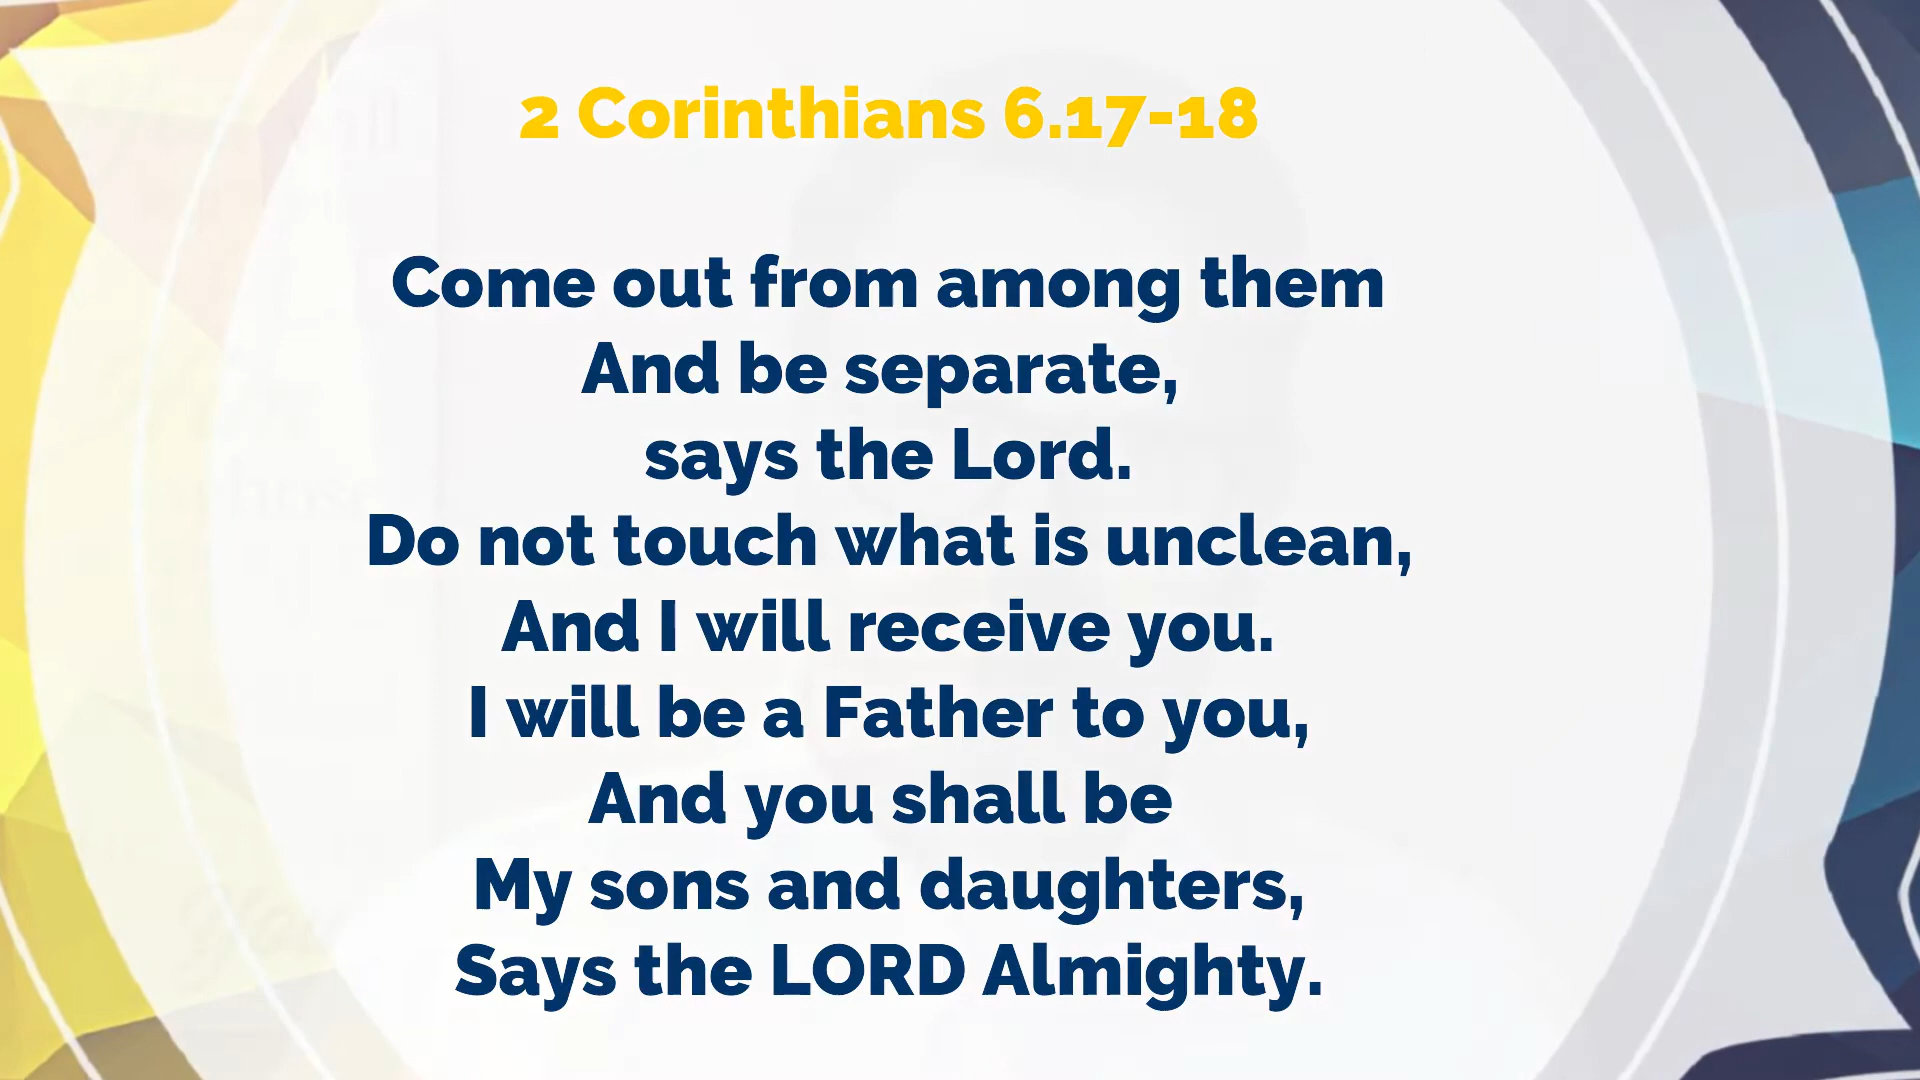 2 Corinthians 6.17-18
Come out from among them
And be separate,
says the Lord.
Do not touch what is unclean,
And I will receive you.
I will be a Father to you,
And you shall be
My sons and daughters,
Says the LORD Almighty.